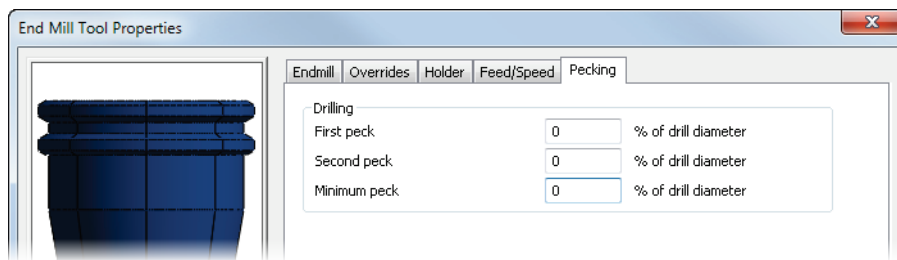 End Mill Tool Properties
Endmill Overrides Holder Feed/Speed Pecking
Drilling
First peck 0 % of drill diameter
Second peck 0 % of drill diameter
Minimum peck 0 % of drill diameter